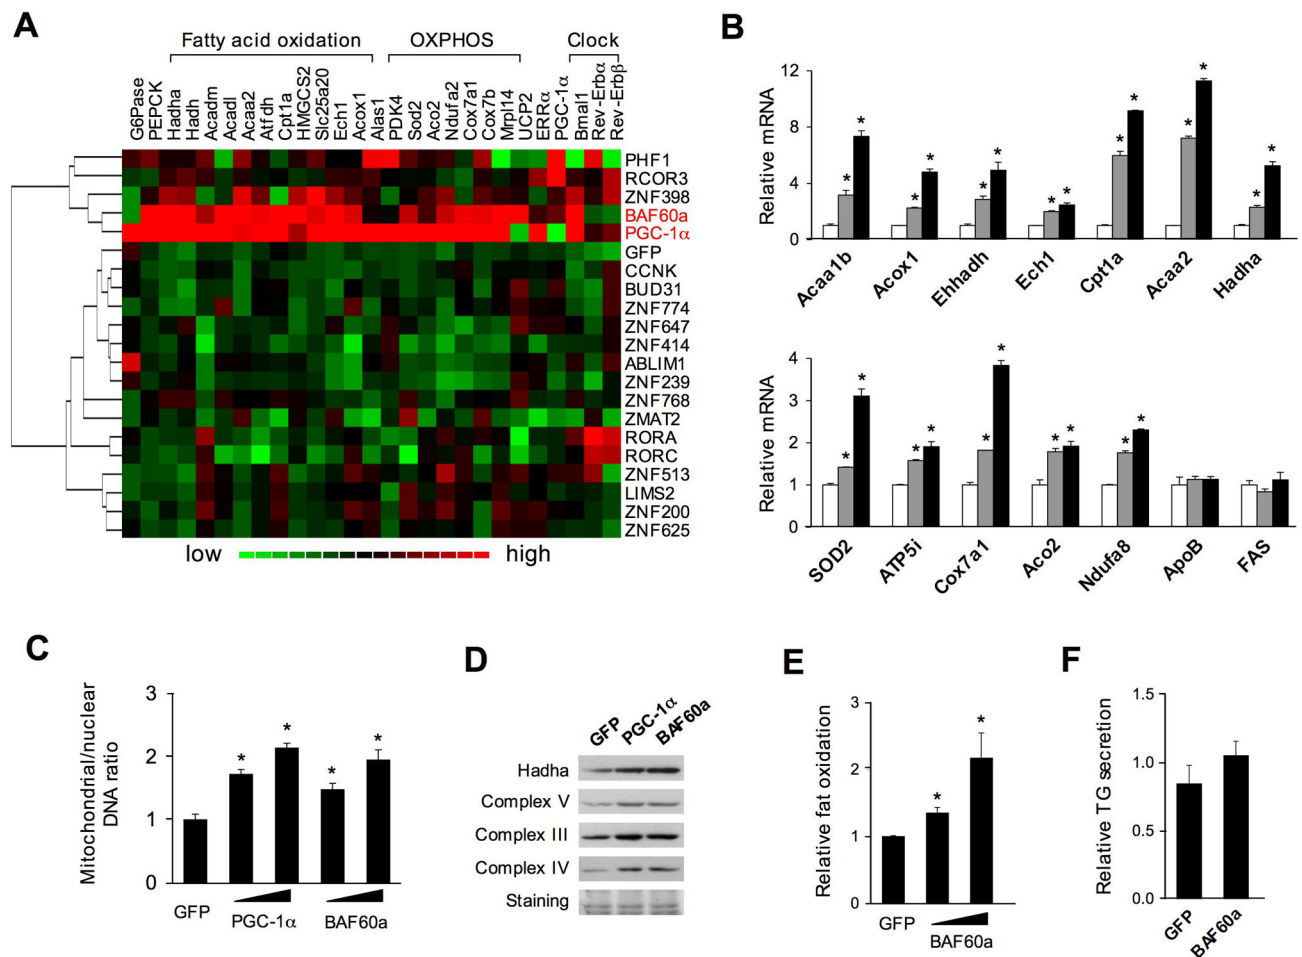 A
Fatty acid oxidation
OXPHOS
Clock
G6Pase
PEPCK
Hadha
Hadh
Acadm
Acadl
Acaa2
Atfdh
Cpt1a
HMGCS2
Slc25a20
Ech1
Acox1
Alas1
PDK4
Sod2
Aco2
Ndufa2
Cox7a1
Cox7b
Mrpl14
UCP2
ERRα
PGC-1α
Bmal1
Rev-Erbα
Rev-Erbβ
PHF1
RCOR3
ZNF398
BAF60a
PGC-1α
GFP
CCNK
BUD31
ZNF774
ZNF647
ZNF414
ABLIM1
ZNF239
ZNF768
ZMAT2
RORA
RORC
ZNF513
LIMS2
ZNF200
ZNF625
low
high
B
Relative mRNA
12
8
4
0
* * * * * * * * * * * * * *
Acaa1b
Acox1
Ehhadh
Ech1
Cpt1a
Acaa2
Hadha
Relative mRNA
4
3
2
1
0
* * * * * * * * * *
SOD2
ATP5i
Cox7a1
Aco2
Ndufa8
ApoB
FAS
C
Mitochondrial/nuclear
DNA ratio
3
2
1
0
* * * *
GFP
PGC-1α
BAF60a
D
GFP
PGC-1α
BAF60a
Hadha
Complex V
Complex III
Complex IV
Staining
E
Relative fat oxidation
3
2
1
0
* *
GFP
BAF60a
F
Relative TG secretion
1.5
1.0
0.5
0.0
GFP
BAF60a